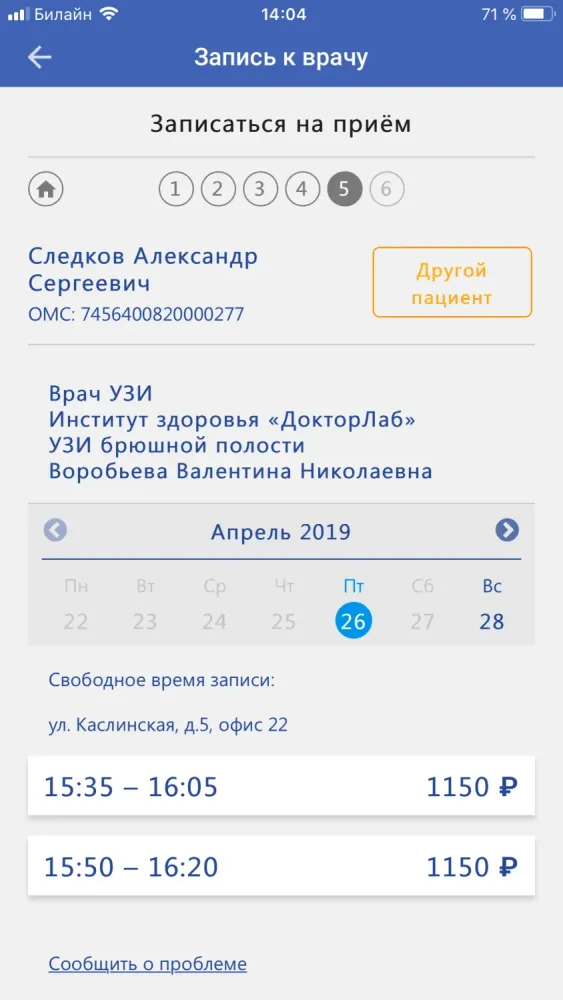 Билайн 14:04 71 %
Запись к врачу
Записаться на приём
1 2 3 4 5 6
Следков Александр
Сергеевич
ОМС: 7456400820000277
Другой
пациент
Врач УЗИ
Институт здоровья «ДокторЛаб»
УЗИ брюшной полости
Воробьева Валентина Николаевна
Апрель 2019
Пн Вт Ср Чт Пт Сб Вс
22 23 24 25 26 27 28
Свободное время записи:
ул. Каслинская, д.5, офис 22
15:35 – 16:05 1150 ₽
15:50 – 16:20 1150 ₽
Сообщить о проблеме